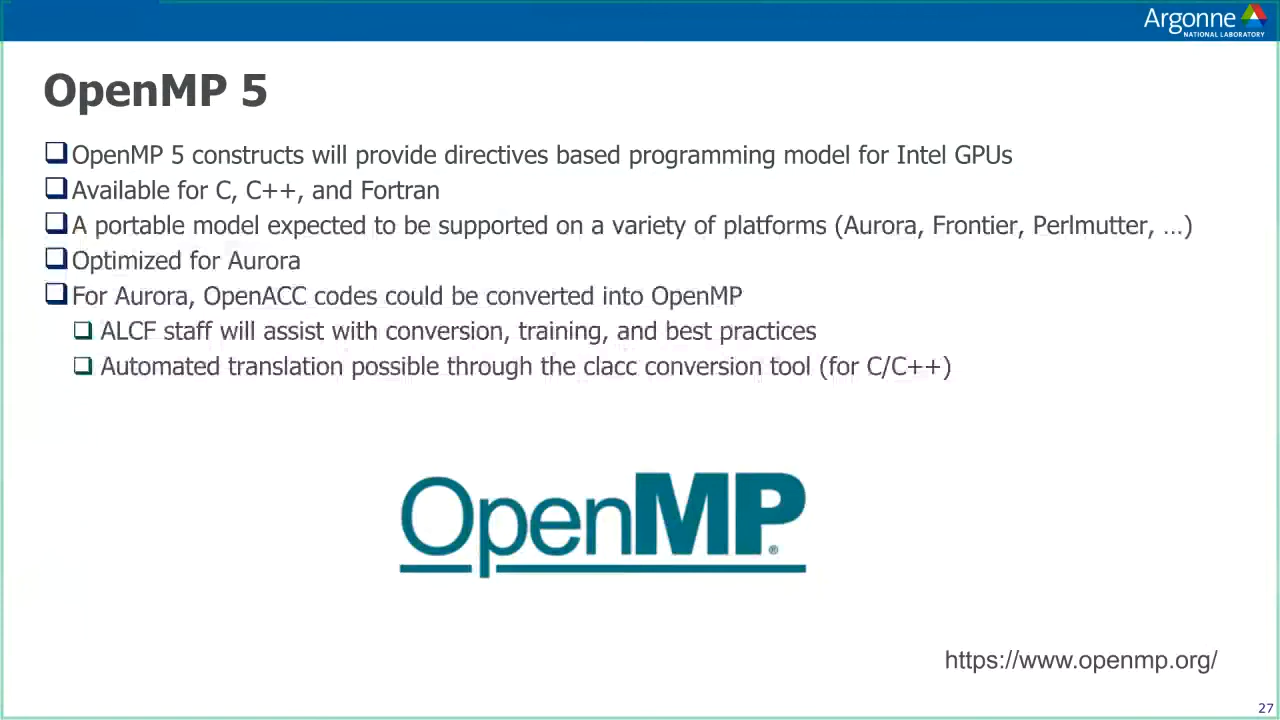 Argonne
NATIONAL LABORATORY
OpenMP 5
OpenMP 5 constructs will provide directives based programming model for Intel GPUs
Available for C, C++, and Fortran
A portable model expected to be supported on a variety of platforms (Aurora, Frontier, Perlmutter, …)
Optimized for Aurora
For Aurora, OpenACC codes could be converted into OpenMP
ALCF staff will assist with conversion, training, and best practices
Automated translation possible through the clacc conversion tool (for C/C++)
OpenMP®
https://www.openmp.org/
27